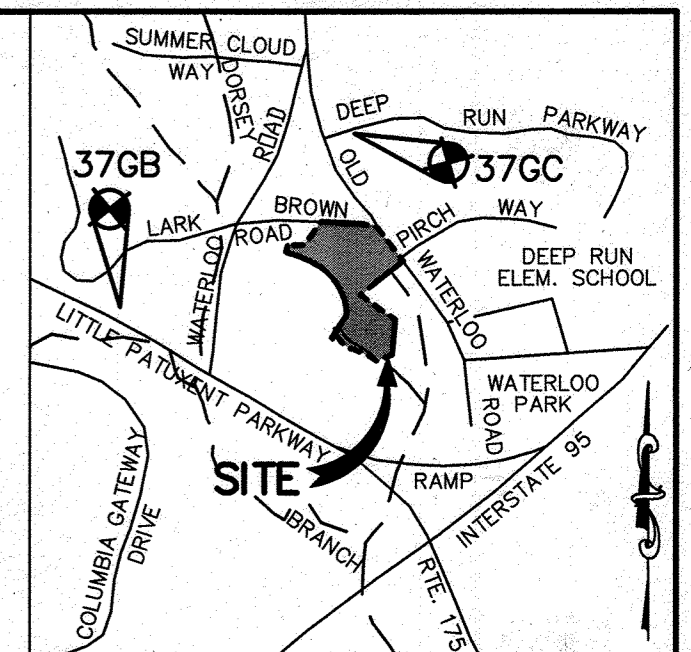 SUMMER CLOUD
WAY
DORSEY
ROAD
DEEP RUN PARKWAY
37GB
OLD
37GC
LARK BROWN
ROAD
PIRCH WAY
WATERLOO
WATERLOO
DEEP RUN
ELEM. SCHOOL
LITTLE PATUXENT PARKWAY
WATERLOO
PARK
ROAD
SITE
RAMP
INTERSTATE 95
COLUMBIA GATEWAY
DRIVE
BRANCH
RTE. 175